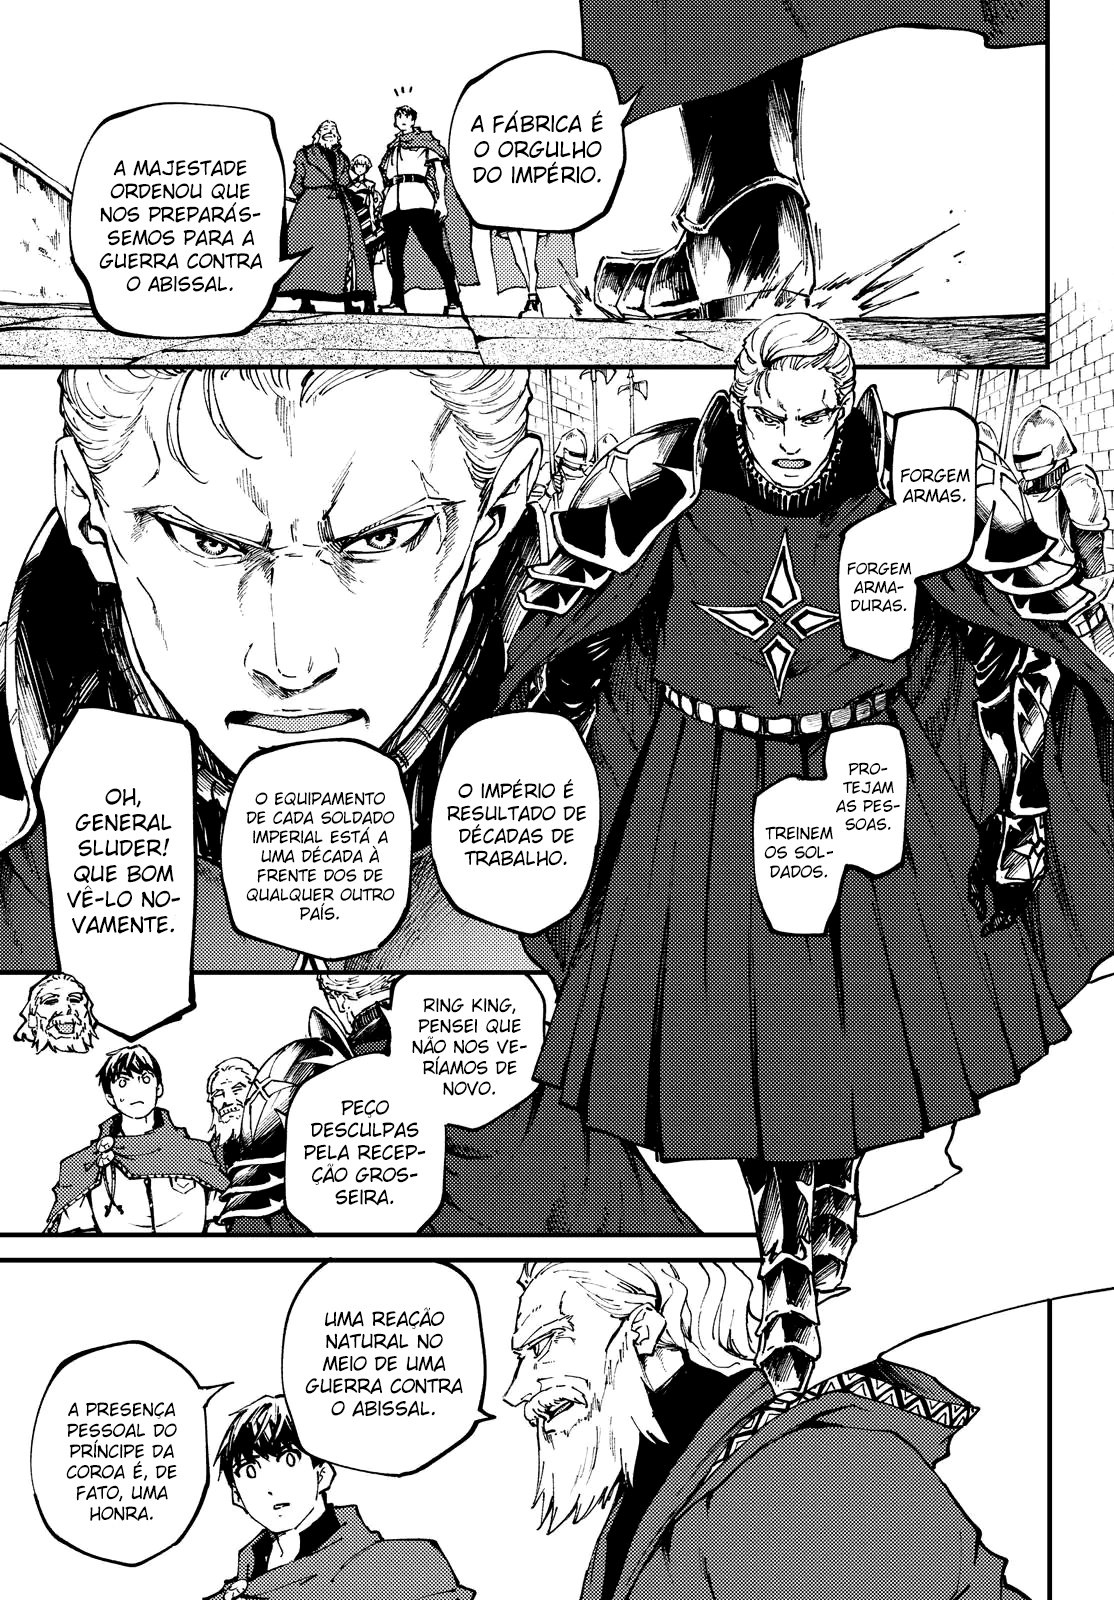 A FÁBRICA É
O ORGULHO
DO IMPÉRIO.
A MAJESTADE
ORDENOU QUE
NOS PREPARÁS-
SEMOS PARA A
GUERRA CONTRA
O ABISSAL.
FORGEM
ARMAS.
FORGEM
ARMA-
DURAS.
PRO-
TEJAM
AS PES-
SOAS.
TREINEM
OS SOL-
DADOS.
O IMPÉRIO É
RESULTADO DE
DÉCADAS DE
TRABALHO.
O EQUIPAMENTO
DE CADA SOLDADO
IMPERIAL ESTÁ A
UMA DÉCADA À
FRENTE DOS DE
QUALQUER OUTRO
PAÍS.
OH,
GENERAL
SLUDER!
QUE BOM
VÊ-LO NO-
VAMENTE.
RING KING,
PENSEI QUE
NÃO NOS VE-
RÍAMOS DE
NOVO.
PEÇO
DESCULPAS
PELA RECEP-
ÇÃO GROS-
SEIRA.
UMA REAÇÃO
NATURAL NO
MEIO DE UMA
GUERRA CONTRA
O ABISSAL.
A PRESENÇA
PESSOAL DO
PRÍNCIPE DA
COROA É, DE
FATO, UMA
HONRA.